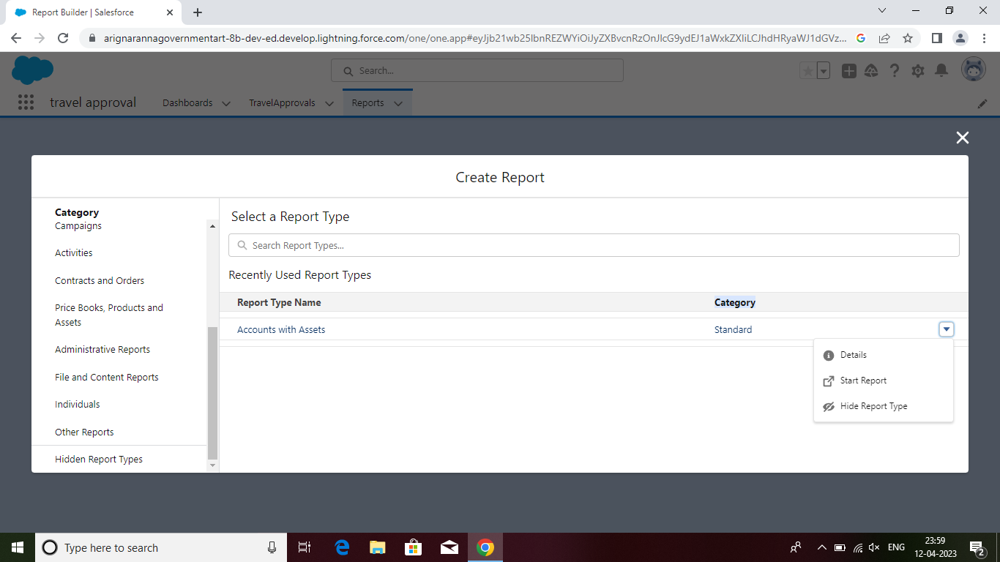 Report Builder | Salesforce
arignarannagovernmentart-8b-dev-ed.develop.lightning.force.com/one/one.app#eyJjb21wb25lbnREZWYiOiJyZXBvcnRzOnJlcG9ydEJ1aWxkZXIiLCJhdHRyaWJ1dGVz...
Search...
travel approval
Dashboards
TravelApprovals
Reports
Create Report
Category
Campaigns
Activities
Contracts and Orders
Price Books, Products and
Assets
Administrative Reports
File and Content Reports
Individuals
Other Reports
Hidden Report Types
Select a Report Type
Search Report Types...
Recently Used Report Types
Report Type Name
Category
Accounts with Assets
Standard
Details
Start Report
Hide Report Type
Type here to search
ENG
23:59
12-04-2023
2